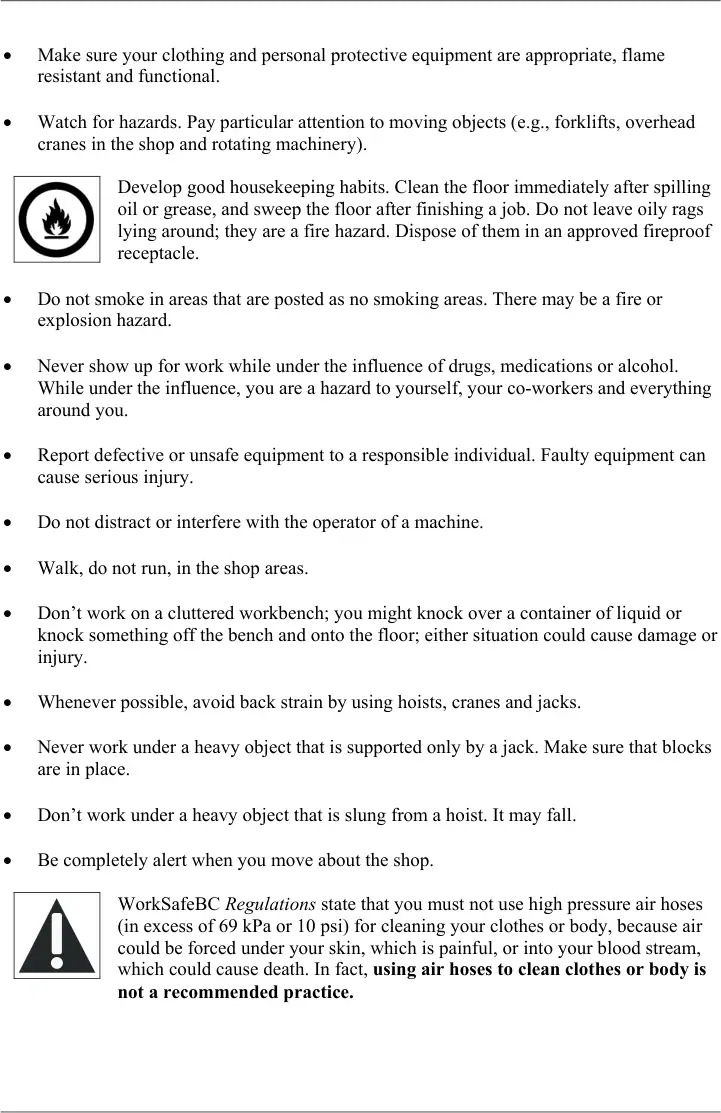 • Make sure your clothing and personal protective equipment are appropriate, flame
resistant and functional.
• Watch for hazards. Pay particular attention to moving objects (e.g., forklifts, overhead
cranes in the shop and rotating machinery).
Develop good housekeeping habits. Clean the floor immediately after spilling
oil or grease, and sweep the floor after finishing a job. Do not leave oily rags
lying around; they are a fire hazard. Dispose of them in an approved fireproof
receptacle.
• Do not smoke in areas that are posted as no smoking areas. There may be a fire or
explosion hazard.
• Never show up for work while under the influence of drugs, medications or alcohol.
While under the influence, you are a hazard to yourself, your co-workers and everything
around you.
• Report defective or unsafe equipment to a responsible individual. Faulty equipment can
cause serious injury.
• Do not distract or interfere with the operator of a machine.
• Walk, do not run, in the shop areas.
• Don’t work on a cluttered workbench; you might knock over a container of liquid or
knock something off the bench and onto the floor; either situation could cause damage or
injury.
• Whenever possible, avoid back strain by using hoists, cranes and jacks.
• Never work under a heavy object that is supported only by a jack. Make sure that blocks
are in place.
• Don’t work under a heavy object that is slung from a hoist. It may fall.
• Be completely alert when you move about the shop.
WorkSafeBC Regulations state that you must not use high pressure air hoses
(in excess of 69 kPa or 10 psi) for cleaning your clothes or body, because air
could be forced under your skin, which is painful, or into your blood stream,
which could cause death. In fact, using air hoses to clean clothes or body is
not a recommended practice.